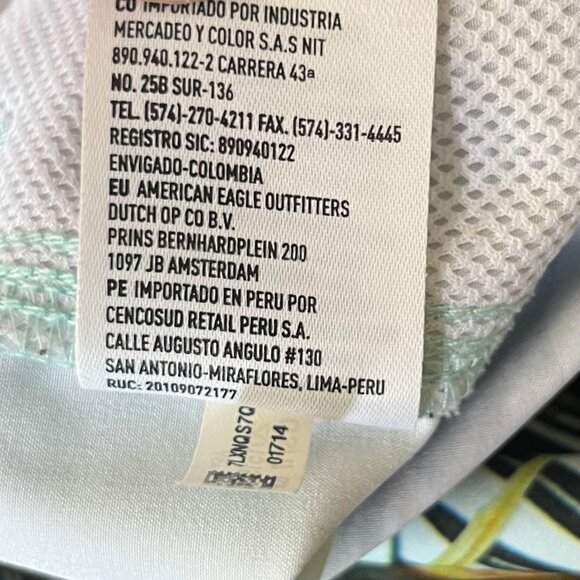 CO IMPORTADO POR INDUSTRIA
MERCADEO Y COLOR S.A.S NIT
890.940.122-2 CARRERA 43ª
NO. 25B SUR-136
TEL. (574)-270-4211 FAX. (574)-331-4445
REGISTRO SIC: 890940122
ENVIGADO-COLOMBIA
EU AMERICAN EAGLE OUTFITTERS
DUTCH OP CO B.V.
PRINS BERNHARDPLEIN 200
1097 JB AMSTERDAM
PE IMPORTADO EN PERU POR
CENCOSUD RETAIL PERU S.A.
CALLE AUGUSTO ANGULO #130
SAN ANTONIO-MIRAFLORES, LIMA-PERU
RUC: 20109072177
7LXNQS7Q
01714